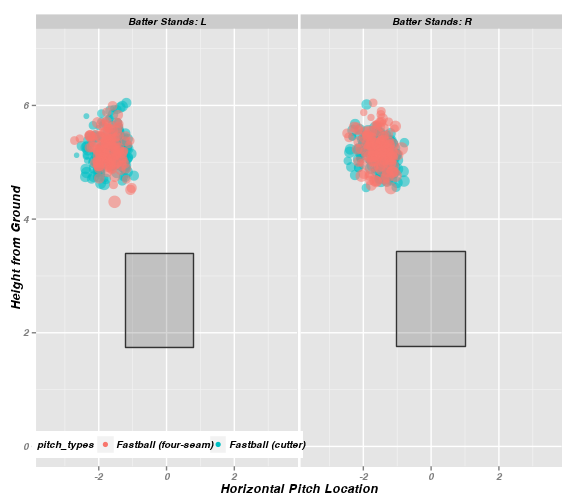 Batter Stands: L
Batter Stands: R
6
4
2
0
Height from Ground
pitch_types Fastball (four-seam) Fastball (cutter)
-2 0 2 -2 0 2
Horizontal Pitch Location